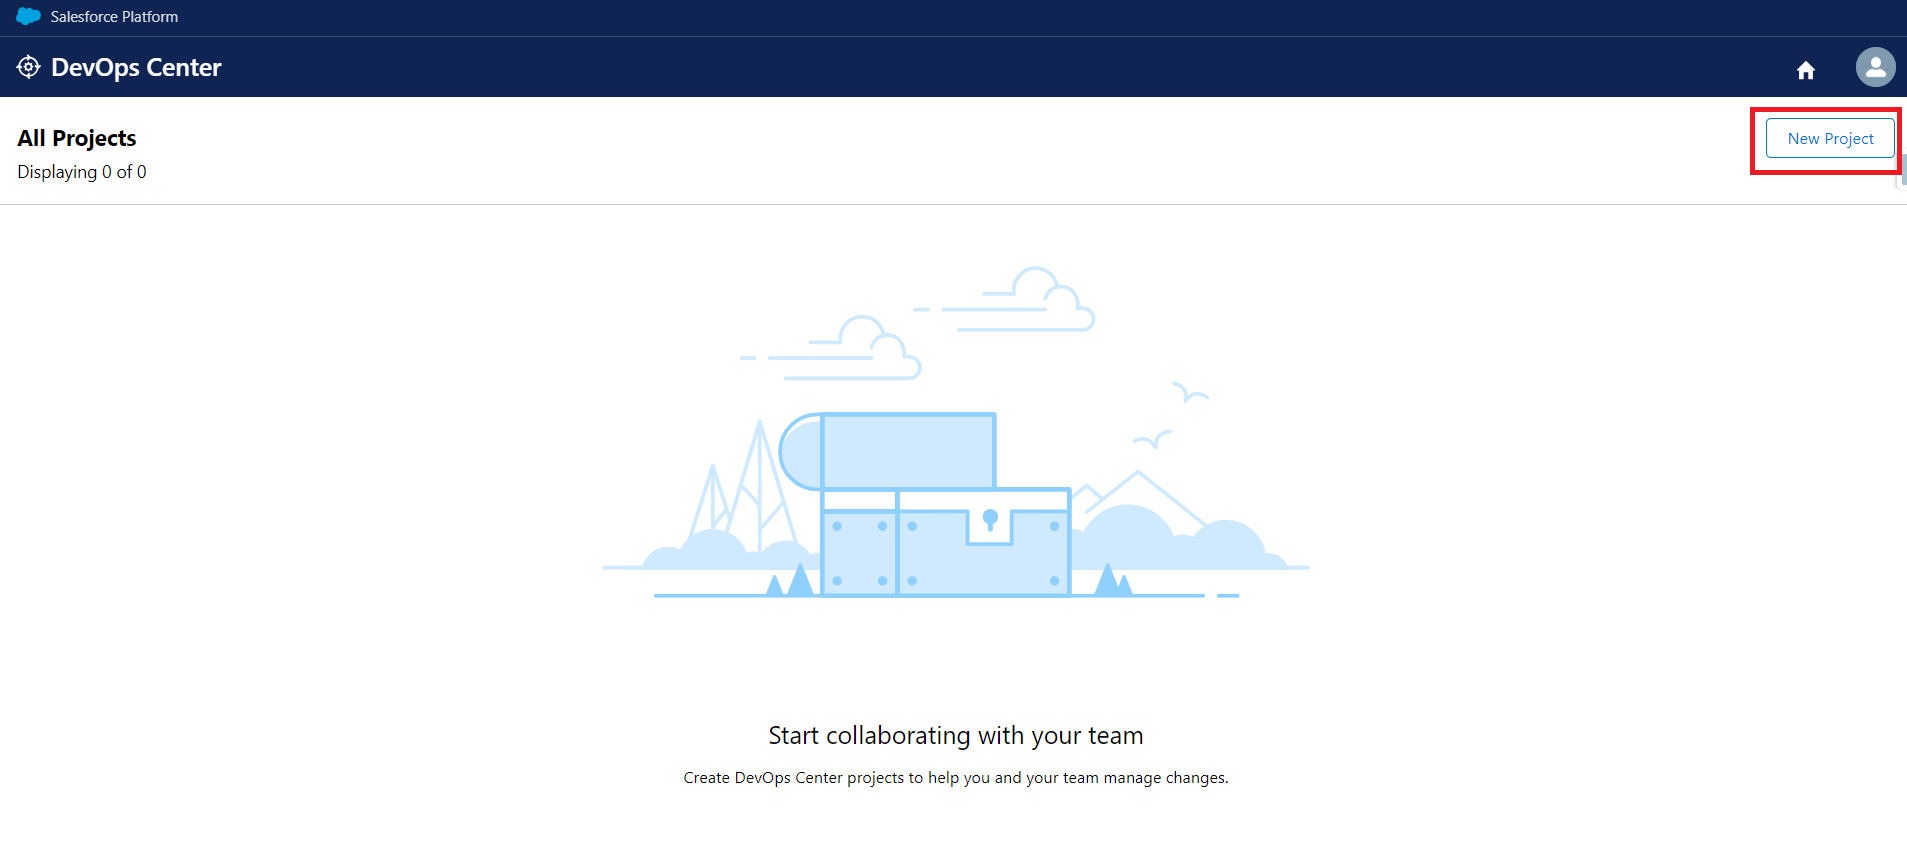 Salesforce Platform
DevOps Center
All Projects
Displaying 0 of 0
New Project
Start collaborating with your team
Create DevOps Center projects to help you and your team manage changes.